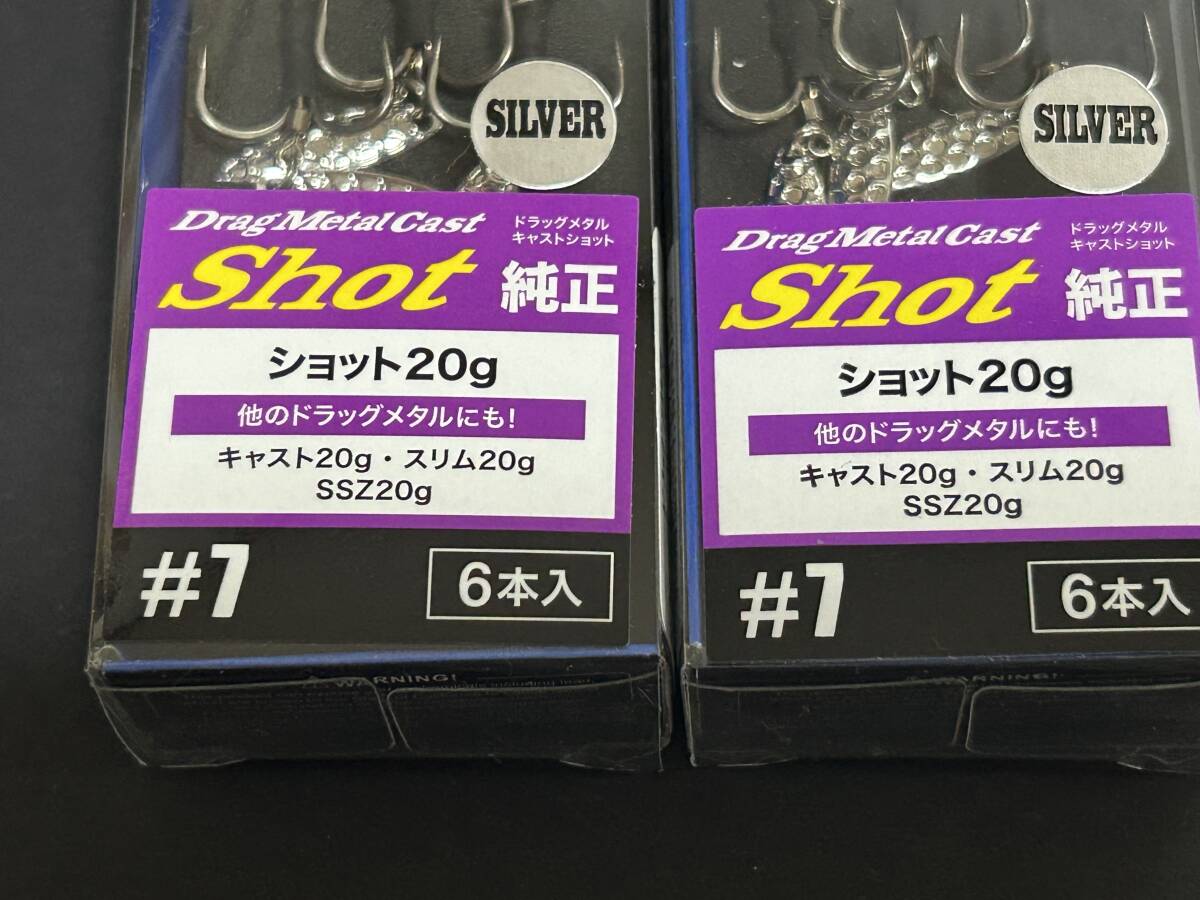 SILVER
Drag Metal Cast
ドラッグメタル
キャストショット
Shot 純正
ショット20g
他のドラッグメタルにも!
キャスト20g・スリム20g
SSZ20g
#7
6本入
WARNING!
SILVER
Drag Metal Cast
ドラッグメタル
キャストショット
Shot 純正
ショット20g
他のドラッグメタルにも!
キャスト20g・スリム20g
SSZ20g
#7
6本入
WARNING!